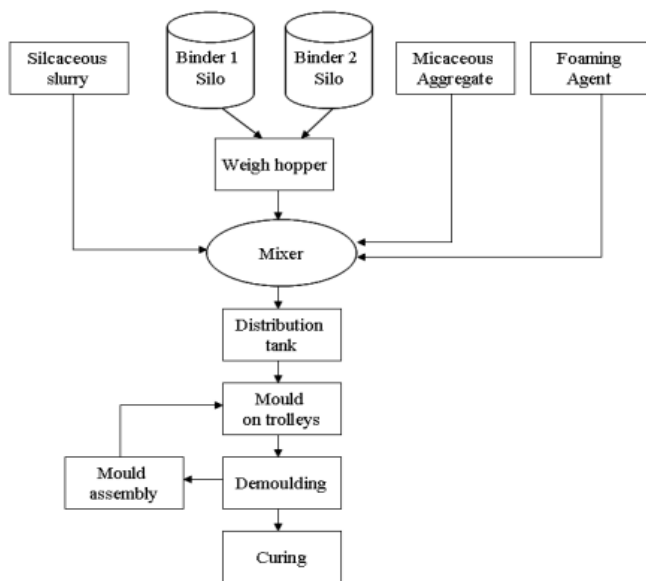 Silcaceous
slurry
Binder 1
Silo
Binder 2
Silo
Micaceous
Aggregate
Foaming
Agent
Weigh hopper
Mixer
Distribution
tank
Mould
on trolleys
Mould
assembly
Demoulding
Curing